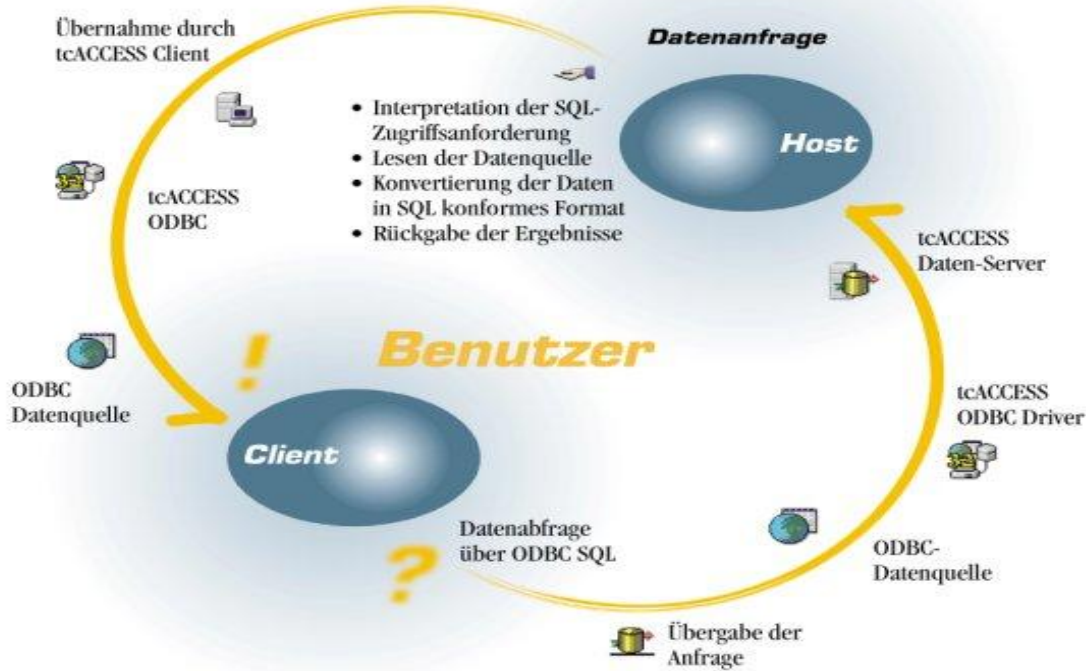 Übernahme durch
tcACCESS Client
Datenanfrage
• Interpretation der SQL-
Zugriffsanforderung
• Lesen der Datenquelle
• Konvertierung der Daten
in SQL konformes Format
• Rückgabe der Ergebnisse
Host
tcACCESS
ODBC
tcACCESS
Daten-Server
!
Benutzer
ODBC
Datenquelle
tcACCESS
ODBC Driver
Client
Datenabfrage
über ODBC SQL
?
ODBC-
Datenquelle
Übergabe der
Anfrage